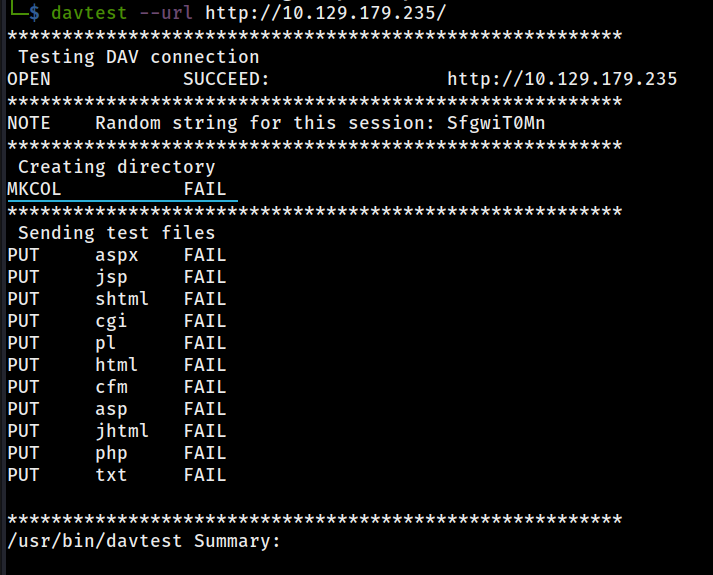 └─$ davtest --url http://10.129.179.235/
********************************************************
Testing DAV connection
OPEN SUCCEED: http://10.129.179.235
********************************************************
NOTE Random string for this session: SfgwiT0Mn
********************************************************
Creating directory
MKCOL FAIL
********************************************************
Sending test files
PUT aspx FAIL
PUT jsp FAIL
PUT shtml FAIL
PUT cgi FAIL
PUT pl FAIL
PUT html FAIL
PUT cfm FAIL
PUT asp FAIL
PUT jhtml FAIL
PUT php FAIL
PUT txt FAIL
********************************************************
/usr/bin/davtest Summary: